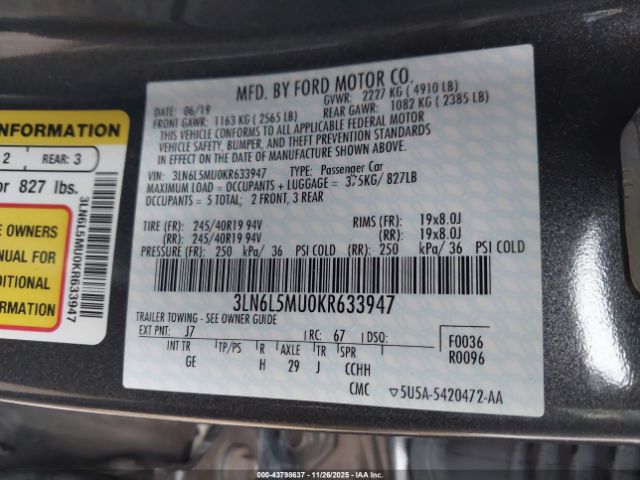 MFD. BY FORD MOTOR CO.
DATE: 06/19 GVWR: 2227 KG ( 4910 LB)
FRONT GAWR: 1163 KG ( 2565 LB) REAR GAWR: 1082 KG ( 2385 LB)
THIS VEHICLE CONFORMS TO ALL APPLICABLE FEDERAL MOTOR
VEHICLE SAFETY, BUMPER, AND THEFT PREVENTION STANDARDS
IN EFFECT ON THE DATE OF MANUFACTURE SHOWN ABOVE.
VIN: 3LN6L5MU0KR633947 TYPE: Passenger Car
MAXIMUM LOAD = OCCUPANTS + LUGGAGE = 375KG/ 827LB
OCCUPANTS = 5 TOTAL; 2 FRONT, 3 REAR
TIRE (FR): 245/40R19 94V RIMS (FR): 19x8.0J
(RR): 245/40R19 94V (RR): 19x8.0J
PRESSURE (FR): 250 kPa/ 36 PSI COLD (RR): 250 kPa/ 36 PSI COLD
3LN6L5MU0KR633947
TRAILER TOWING - SEE OWNER GUIDE
EXT PNT: J7 RC: 67 DSO: F0036
INT TR TP/PS R AXLE TR SPR R0096
GE H 29 J CCHH
CMC ▽5U5A-5420472-AA
INFORMATION
2 REAR: 3
or 827 lbs.
E OWNERS
NUAL FOR
DITIONAL
RMATION
3LN6L5MU0KR633947
000-43798637 11/26/2025 IAA Inc.